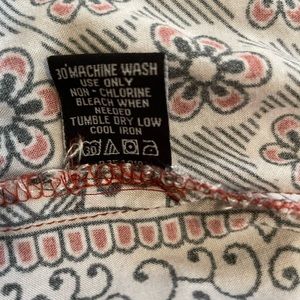 30°MACHINE WASH
USE ONLY
NON - CHLORINE
BLEACH WHEN
NEEDED
TUMBLE DRY LOW
COOL IRON